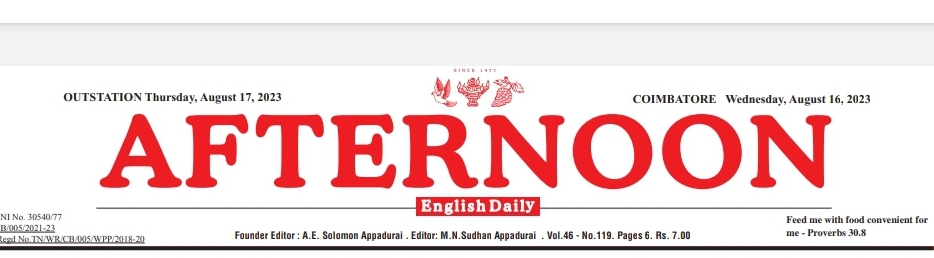 SINCE 1977
OUTSTATION Thursday, August 17, 2023
COIMBATORE Wednesday, August 16, 2023
AFTERNOON
English Daily
NI No. 30540/77
B/005/2021-23
Regd No.TN/WR/CB/005/WPP/2018-20
Founder Editor : A.E. Solomon Appadurai . Editor: M.N.Sudhan Appadurai . Vol.46 - No.119. Pages 6. Rs. 7.00
Feed me with food convenient for
me - Proverbs 30.8